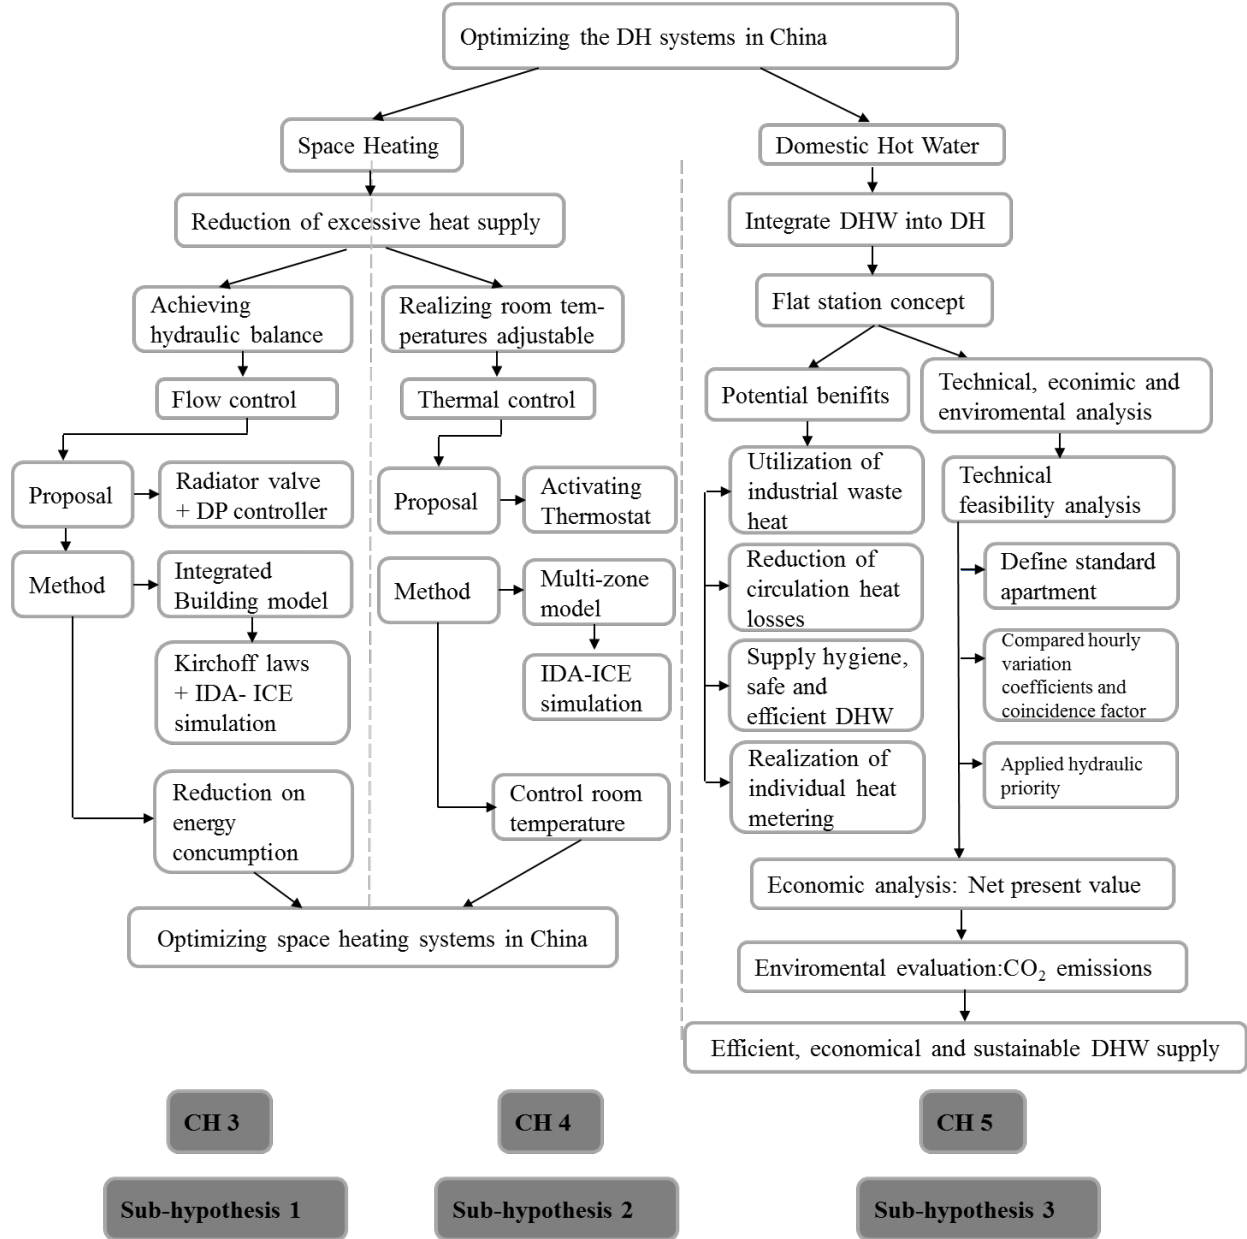 Optimizing the DH systems in China
Space Heating
Domestic Hot Water
Reduction of excessive heat supply
Integrate DHW into DH
Achieving
hydraulic balance
Realizing room tem-
peratures adjustable
Flat station concept
Flow control
Thermal control
Potential benifits
Technical, econimic and
enviromental analysis
Proposal
Radiator valve
+ DP controller
Proposal
Activating
Thermostat
Utilization of
industrial waste
heat
Technical
feasibility analysis
Method
Integrated
Building model
Method
Multi-zone
model
Reduction of
circulation heat
losses
Define standard
apartment
Kirchoff laws
+ IDA- ICE
simulation
IDA-ICE
simulation
Supply hygiene,
safe and
efficient DHW
Compared hourly
variation
coefficients and
coincidence factor
Reduction on
energy
concumption
Control room
temperature
Realization of
individual heat
metering
Applied hydraulic
priority
Economic analysis: Net present value
Optimizing space heating systems in China
Enviromental evaluation:CO₂ emissions
Efficient, economical and sustainable DHW supply
CH 3
CH 4
CH 5
Sub-hypothesis 1
Sub-hypothesis 2
Sub-hypothesis 3